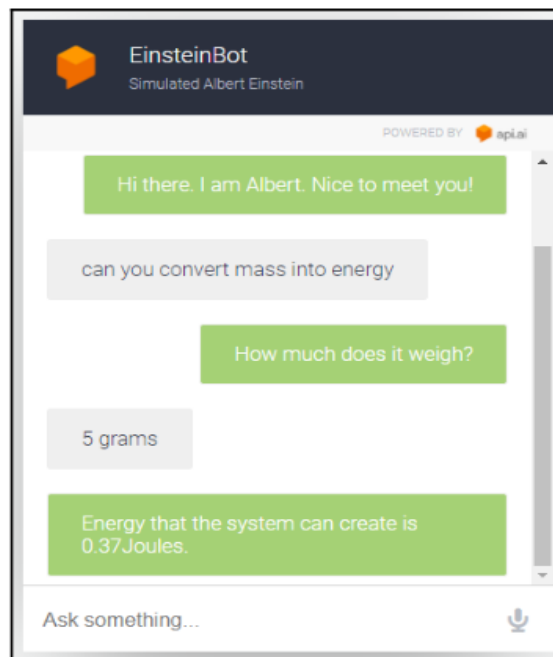 EinsteinBot
Simulated Albert Einstein
POWERED BY api.ai
Hi there. I am Albert. Nice to meet you!
can you convert mass into energy
How much does it weigh?
5 grams
Energy that the system can create is
0.37Joules.
Ask something...